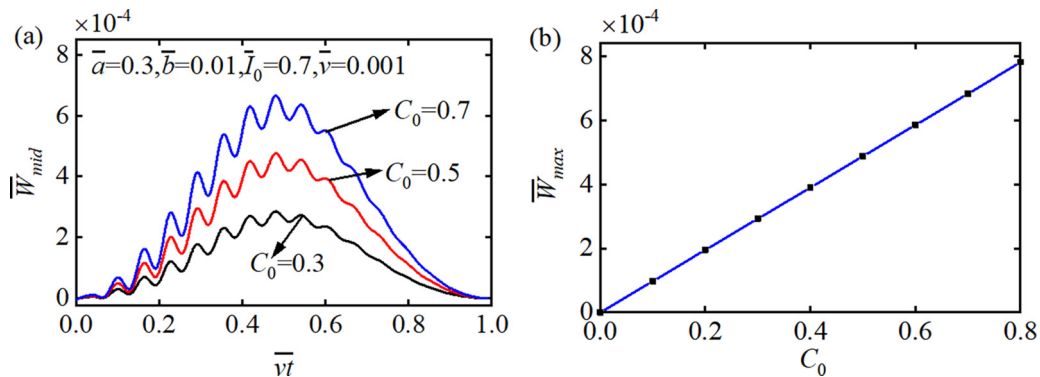 (a)
×10⁻⁴
8
6
4
2
0
W̅mid
a̅=0.3,b̅=0.01,I̅₀=0.7,v̅=0.001
C₀=0.7
C₀=0.5
C₀=0.3
0.0 0.2 0.4 0.6 0.8 1.0
v̅t̅
(b)
×10⁻⁴
8
6
4
2
0
W̅max
0.0 0.2 0.4 0.6 0.8
C₀